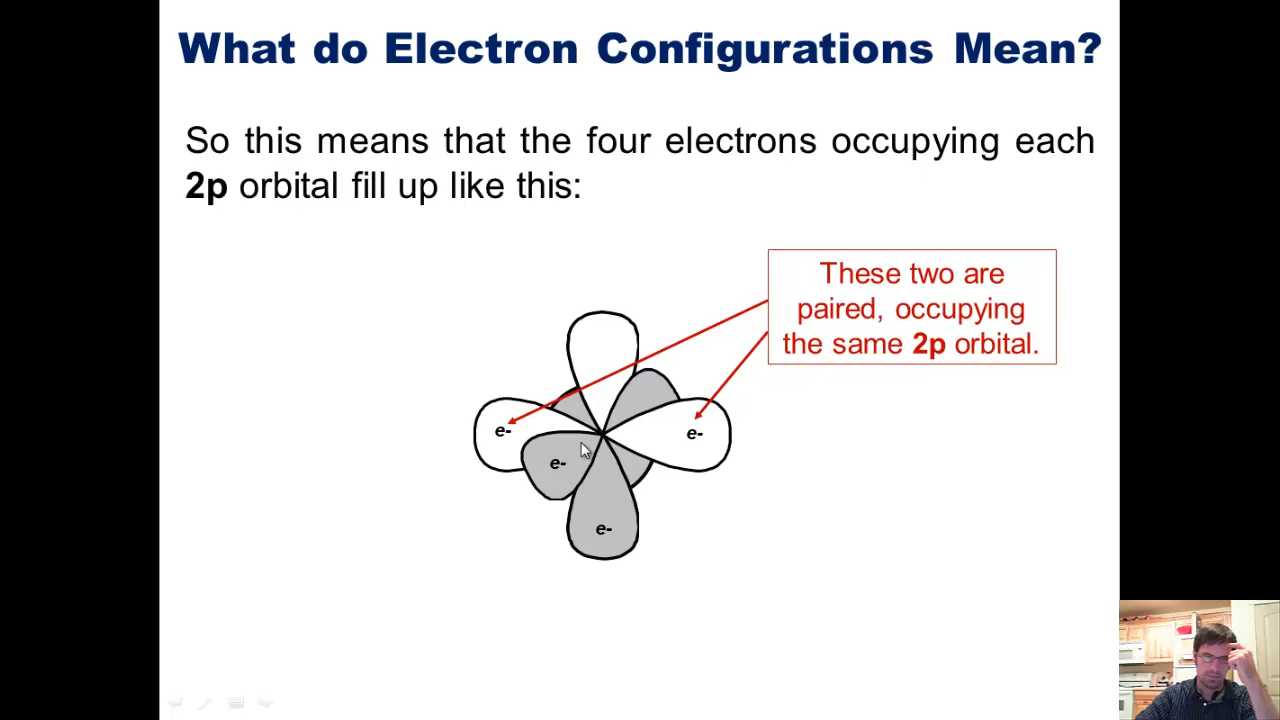 What do Electron Configurations Mean?
So this means that the four electrons occupying each
2p orbital fill up like this:
These two are
paired, occupying
the same 2p orbital.
e-
e-
e-
e-